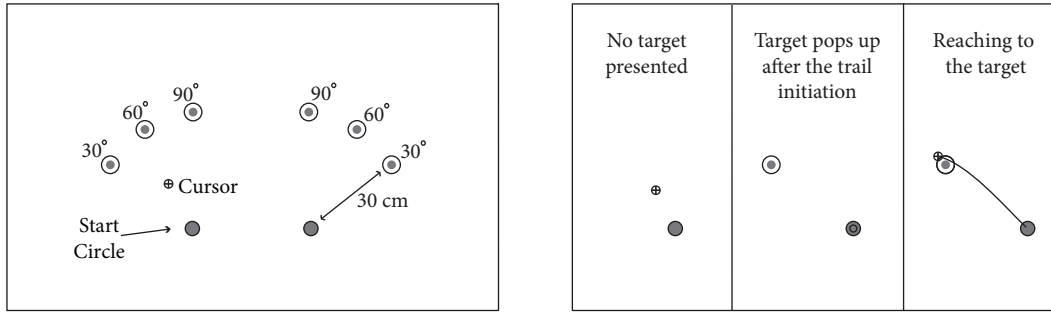 90°
60°
30°
90°
60°
30°
Cursor
30 cm
Start
Circle
No target
presented
Target pops up
after the trail
initiation
Reaching to
the target